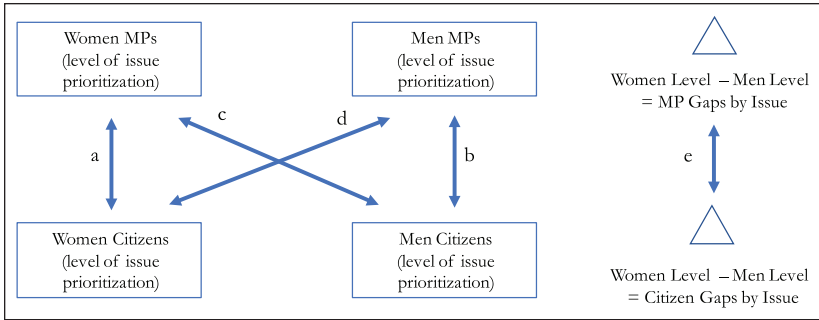 Women MPs
(level of issue
prioritization)
Men MPs
(level of issue
prioritization)
Women Level – Men Level
= MP Gaps by Issue
c
d
a
b
e
Women Citizens
(level of issue
prioritization)
Men Citizens
(level of issue
prioritization)
Women Level – Men Level
= Citizen Gaps by Issue